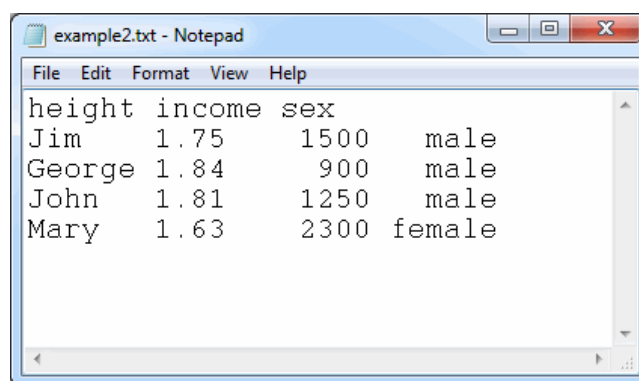 example2.txt - Notepad
File Edit Format View Help
height income sex
Jim 1.75 1500 male
George 1.84 900 male
John 1.81 1250 male
Mary 1.63 2300 female